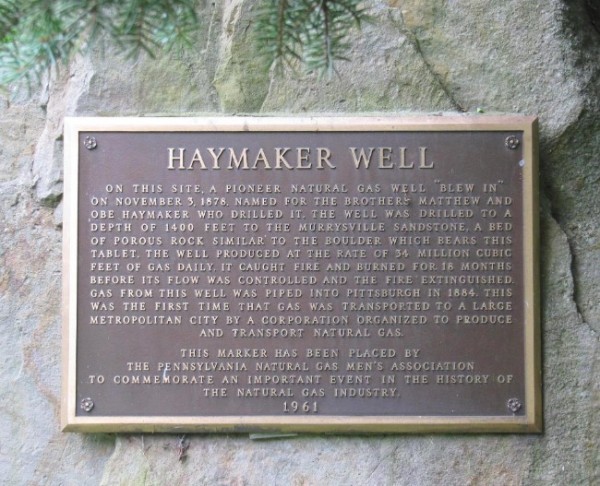 HAYMAKER WELL
ON THIS SITE, A PIONEER NATURAL GAS WELL "BLEW IN"
ON NOVEMBER 3, 1878, NAMED FOR THE BROTHERS MATTHEW AND
OBE HAYMAKER WHO DRILLED IT. THE WELL WAS DRILLED TO A
DEPTH OF 1400 FEET TO THE MURRYSVILLE SANDSTONE, A BED
OF POROUS ROCK SIMILAR TO THE BOULDER WHICH BEARS THIS
TABLET. THE WELL PRODUCED AT THE RATE OF 34 MILLION CUBIC
FEET OF GAS DAILY. IT CAUGHT FIRE AND BURNED FOR 18 MONTHS
BEFORE ITS FLOW WAS CONTROLLED AND THE FIRE EXTINGUISHED.
GAS FROM THIS WELL WAS PIPED INTO PITTSBURGH IN 1884. THIS
WAS THE FIRST TIME THAT GAS WAS TRANSPORTED TO A LARGE
METROPOLITAN CITY BY A CORPORATION ORGANIZED TO PRODUCE
AND TRANSPORT NATURAL GAS.
THIS MARKER HAS BEEN PLACED BY
THE PENNSYLVANIA NATURAL GAS MEN'S ASSOCIATION
TO COMMEMORATE AN IMPORTANT EVENT IN THE HISTORY OF
THE NATURAL GAS INDUSTRY.
1961